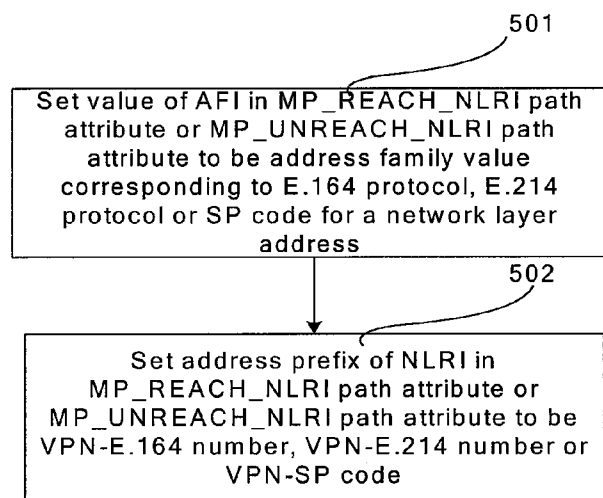 501
Set value of AFI in MP_REACH_NLRI path
attribute or MP_UNREACH_NLRI path
attribute to be address family value
corresponding to E.164 protocol, E.214
protocol or SP code for a network layer
address
502
Set address prefix of NLRI in
MP_REACH_NLRI path attribute or
MP_UNREACH_NLRI path attribute to be
VPN-E.164 number, VPN-E.214 number or
VPN-SP code